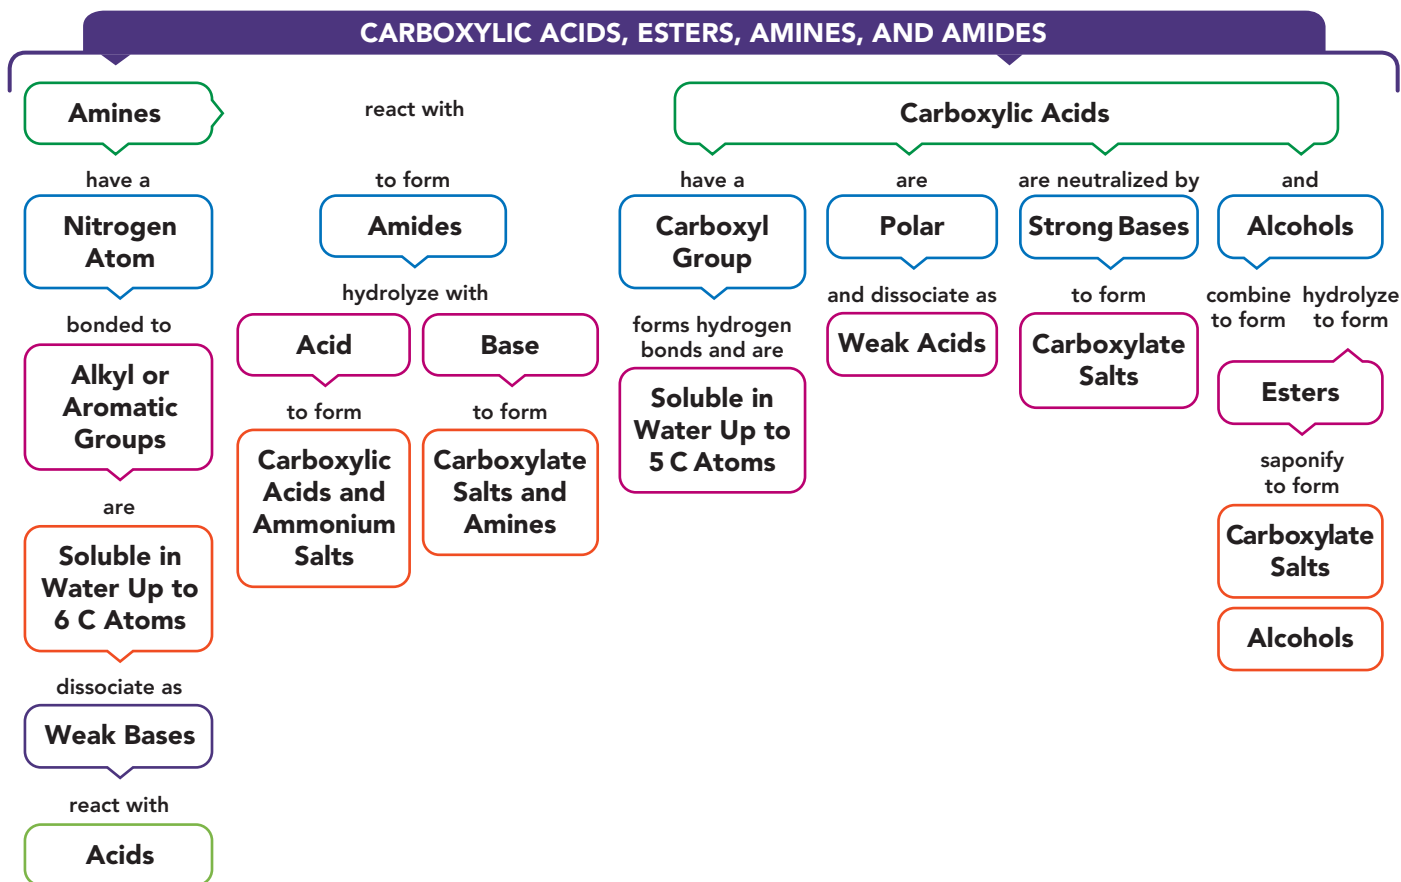 CARBOXYLIC ACIDS, ESTERS, AMINES, AND AMIDES
Amines
react with
Carboxylic Acids
have a
Nitrogen
Atom
bonded to
Alkyl or
Aromatic
Groups
are
Soluble in
Water Up to
6 C Atoms
dissociate as
Weak Bases
react with
Acids
to form
Amides
hydrolyze with
Acid
to form
Carboxylic
Acids and
Ammonium
Salts
Base
to form
Carboxylate
Salts and
Amines
have a
Carboxyl
Group
forms hydrogen
bonds and are
Soluble in
Water Up to
5 C Atoms
are
Polar
and dissociate as
Weak Acids
are neutralized by
Strong Bases
to form
Carboxylate
Salts
and
Alcohols
combine
to form
hydrolyze
to form
Esters
saponify
to form
Carboxylate
Salts
Alcohols